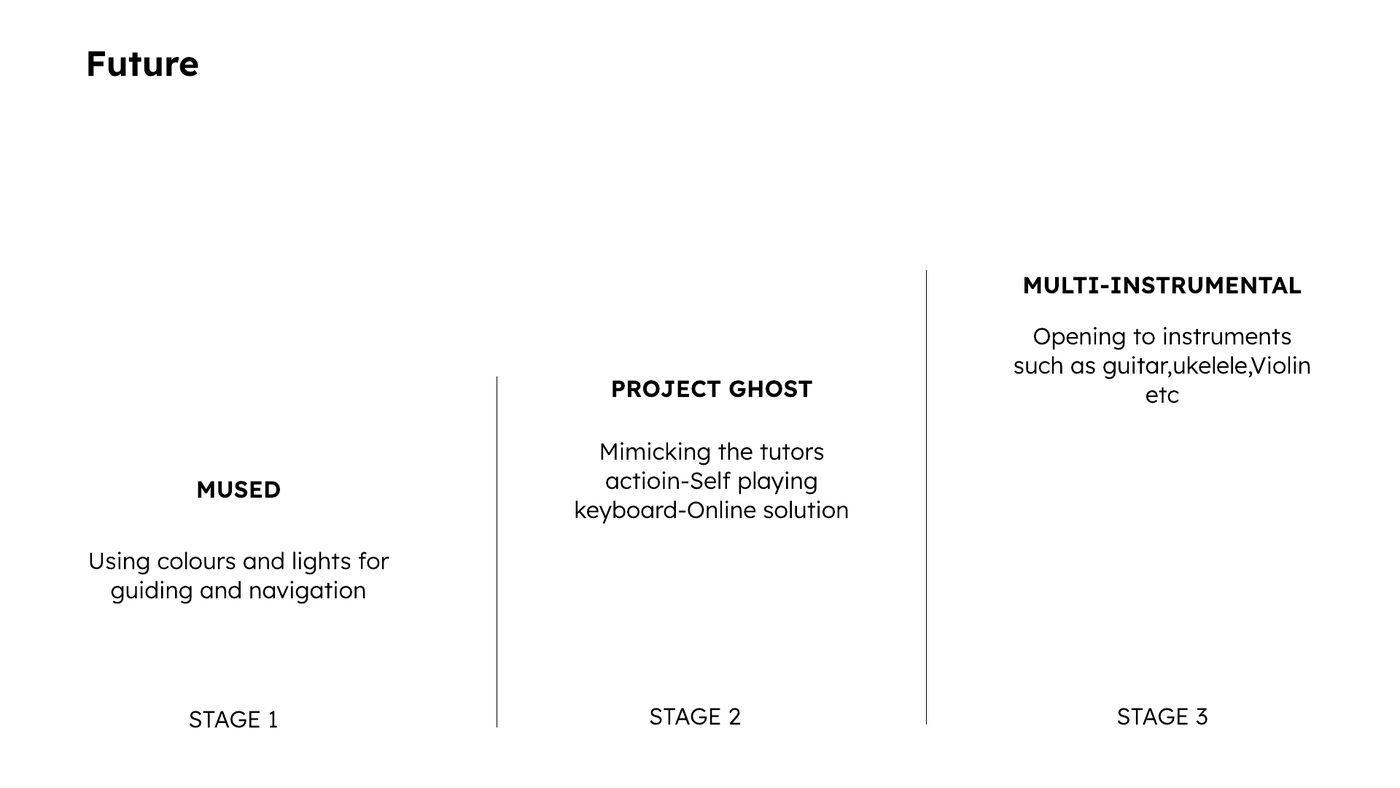 Future
MUSED
Using colours and lights for
guiding and navigation
STAGE 1
PROJECT GHOST
Mimicking the tutors
actioin-Self playing
keyboard-Online solution
STAGE 2
MULTI-INSTRUMENTAL
Opening to instruments
such as guitar,ukelele,Violin
etc
STAGE 3